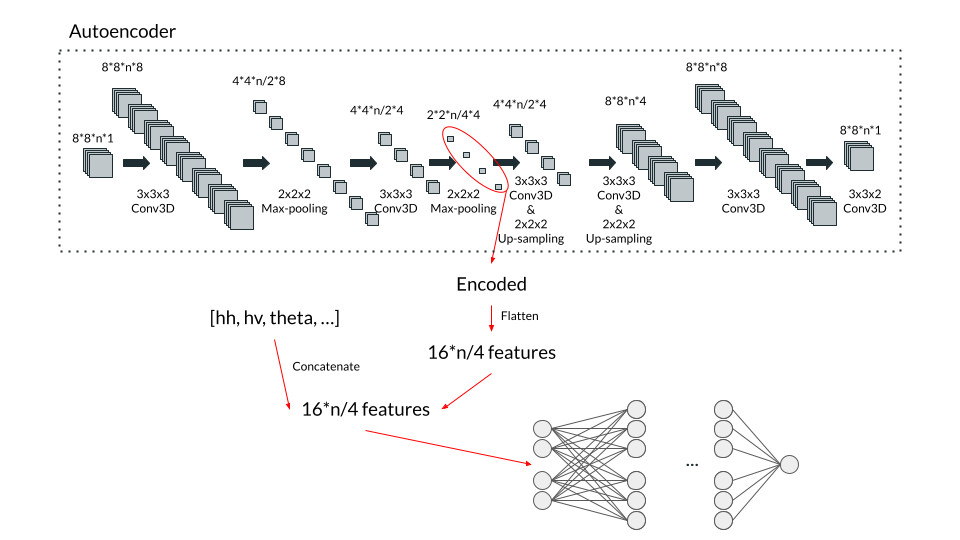 Autoencoder
8*8*n*8
8*8*n*1
3x3x3
Conv3D
4*4*n/2*8
2x2x2
Max-pooling
4*4*n/2*4
3x3x3
Conv3D
2*2*n/4*4
2x2x2
Max-pooling
4*4*n/2*4
3x3x3
Conv3D
&
2x2x2
Up-sampling
8*8*n*4
3x3x3
Conv3D
&
2x2x2
Up-sampling
8*8*n*8
3x3x3
Conv3D
8*8*n*1
3x3x2
Conv3D
Encoded
Flatten
[hh, hv, theta, ...]
16*n/4 features
Concatenate
16*n/4 features
...